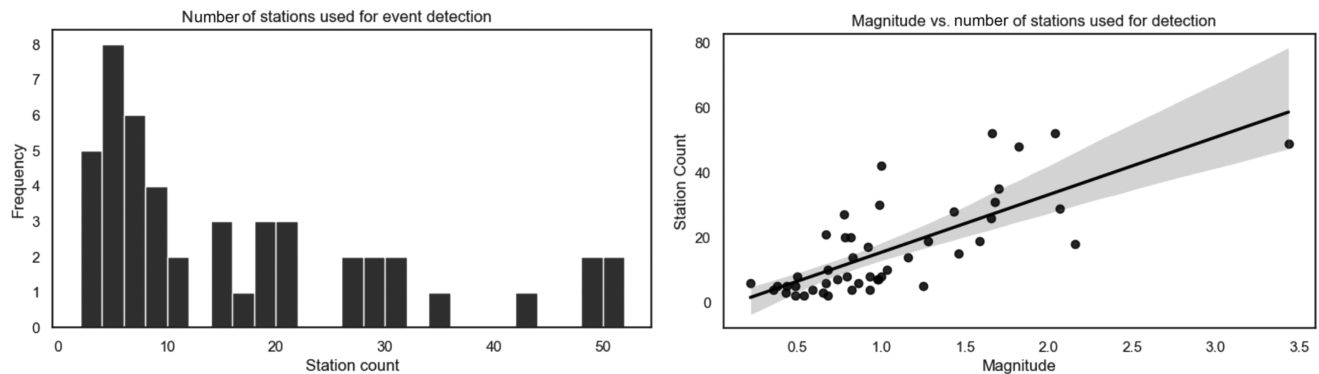 Number of stations used for event detection
8
7
6
5
4
3
2
1
0
Frequency
0 10 20 30 40 50
Station count
Magnitude vs. number of stations used for detection
80
60
40
20
0
Station Count
0.5 1.0 1.5 2.0 2.5 3.0 3.5
Magnitude